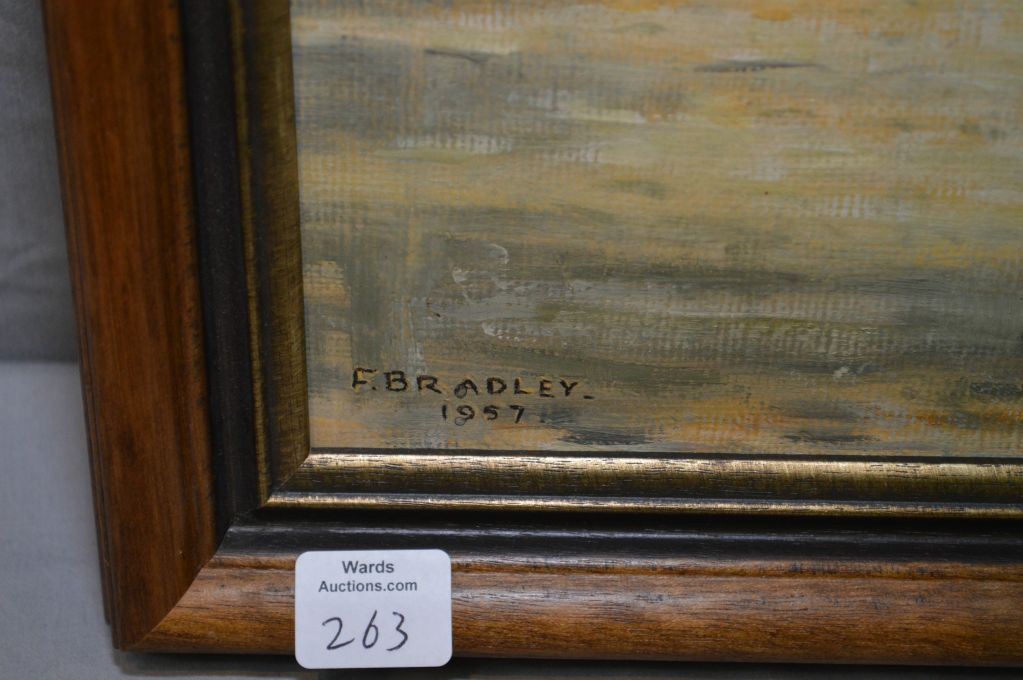 F. BRADLEY.
1957.
Wards
Auctions.com
263